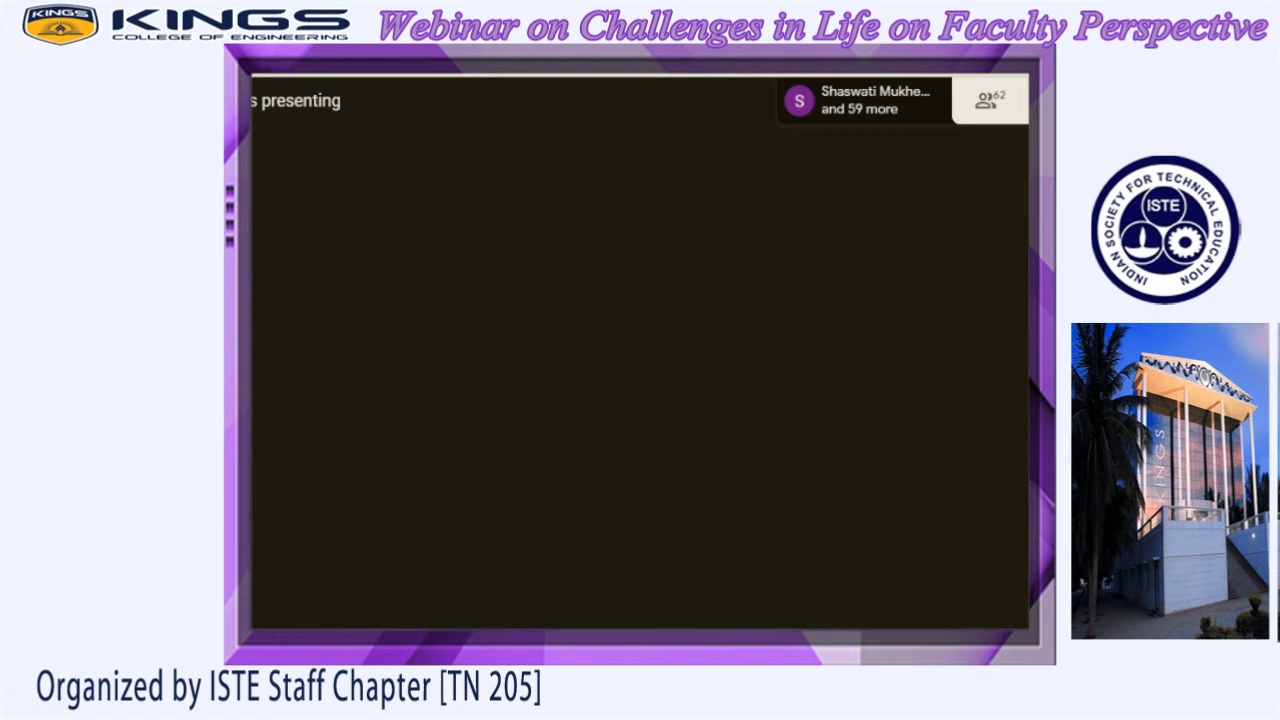 KINGS
KINGS
COLLEGE OF ENGINEERING
Webinar on Challenges in Life on Faculty Perspective
s presenting
S
Shaswati Mukhe...
and 59 more
62
INDIAN SOCIETY FOR TECHNICAL EDUCATION
ISTE
KINGS
Organized by ISTE Staff Chapter [TN 205]